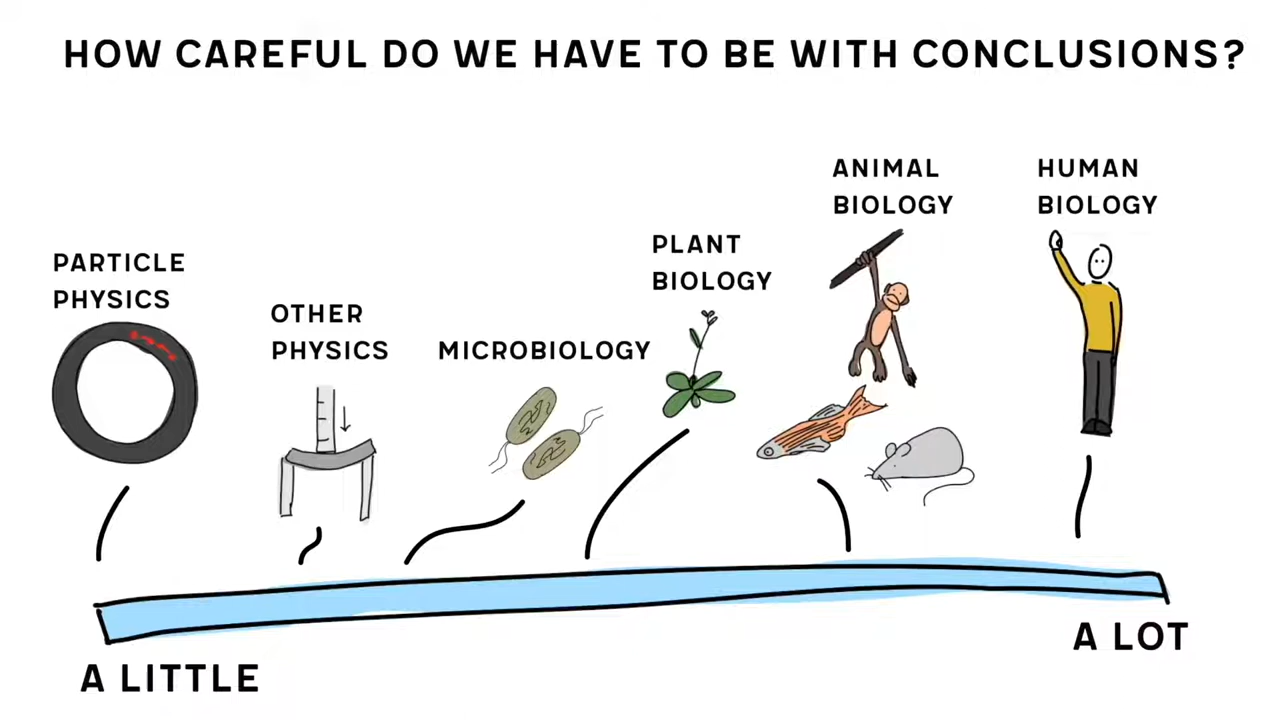 HOW CAREFUL DO WE HAVE TO BE WITH CONCLUSIONS?
PARTICLE
PHYSICS
OTHER
PHYSICS
MICROBIOLOGY
PLANT
BIOLOGY
ANIMAL
BIOLOGY
HUMAN
BIOLOGY
A LITTLE
A LOT